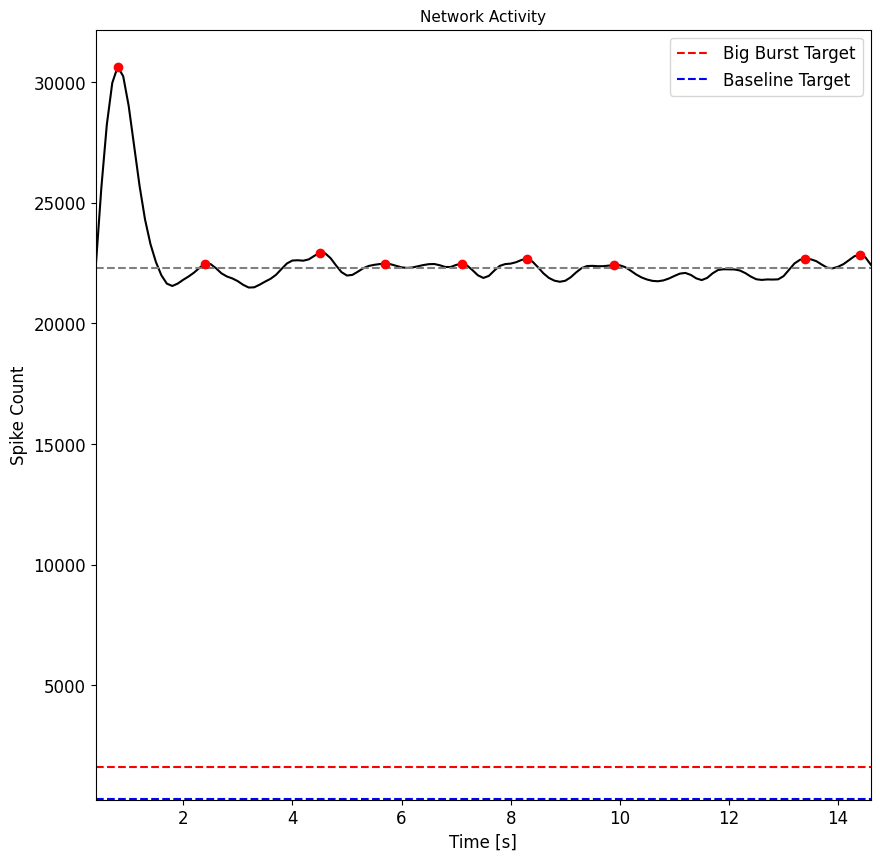 Network Activity
Big Burst Target
Baseline Target
30000
25000
20000
15000
10000
5000
Spike Count
2 4 6 8 10 12 14
Time [s]